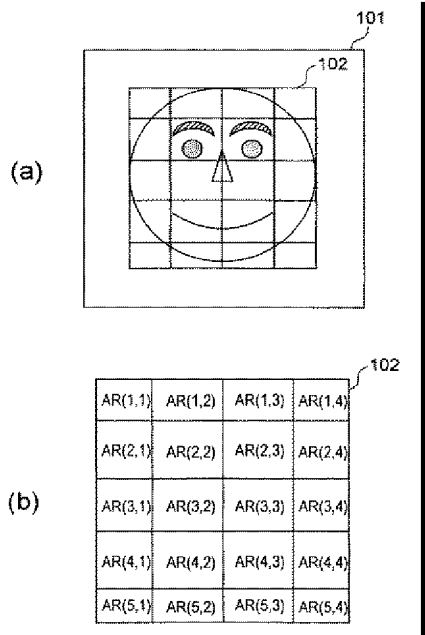 101
102
(a)
102
AR(1,1) AR(1,2) AR(1,3) AR(1,4)
AR(2,1) AR(2,2) AR(2,3) AR(2,4)
(b)
AR(3,1) AR(3,2) AR(3,3) AR(3,4)
AR(4,1) AR(4,2) AR(4,3) AR(4,4)
AR(5,1) AR(5,2) AR(5,3) AR(5,4)